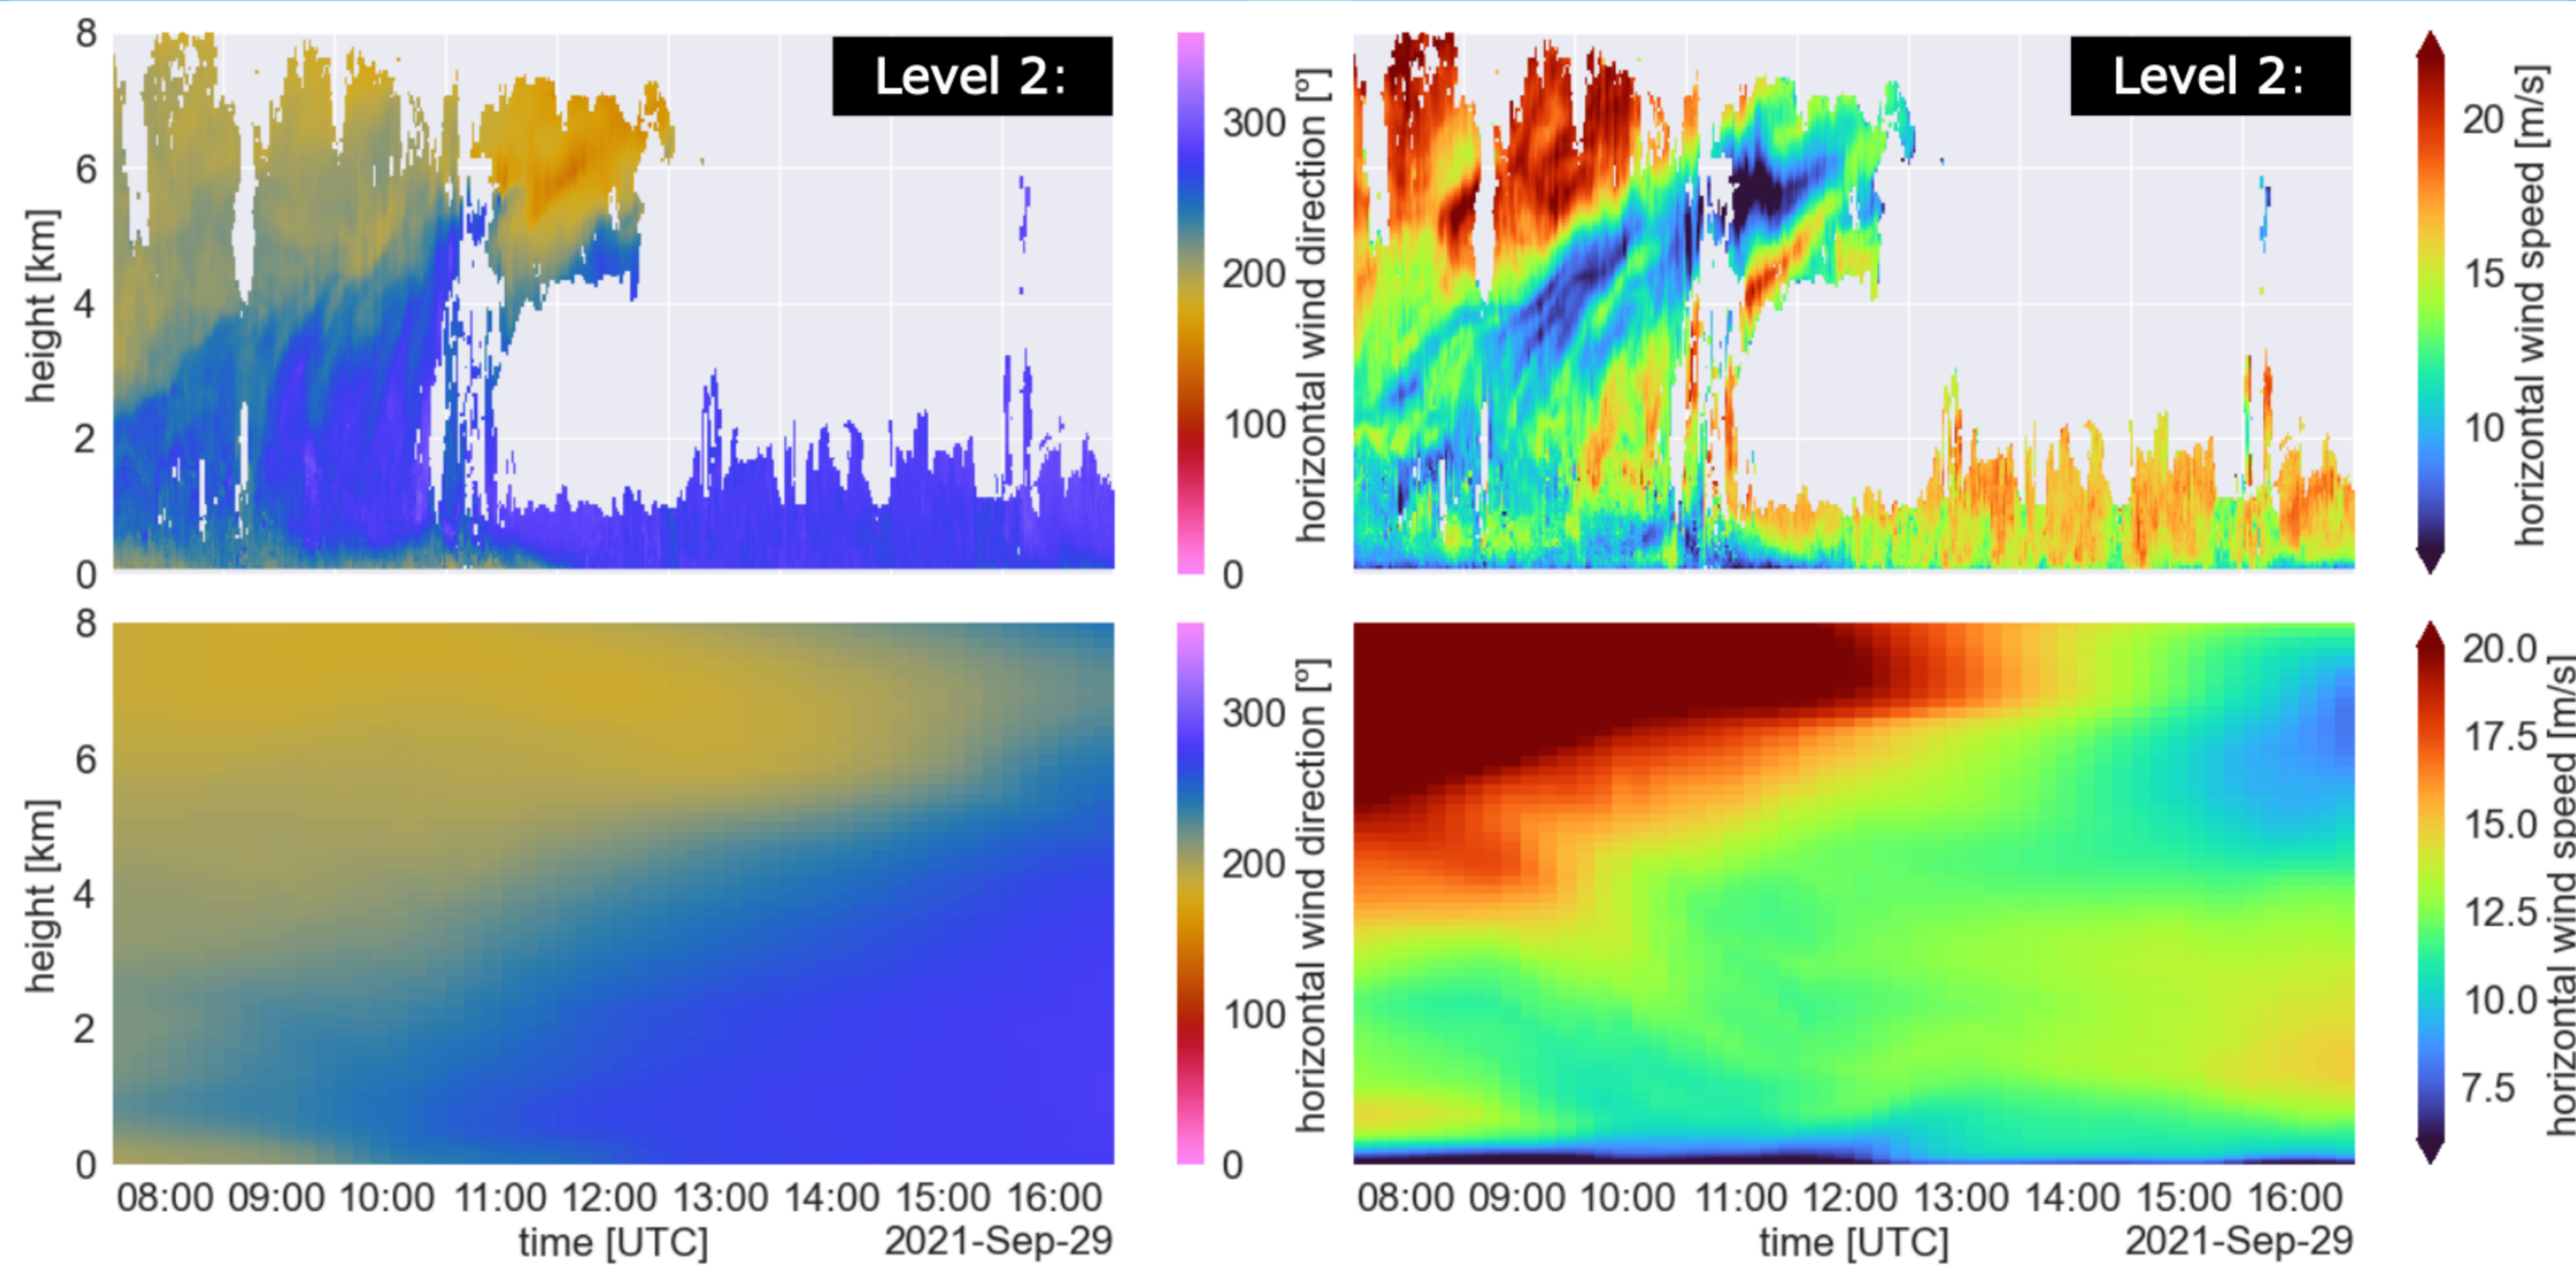 8
6
4
2
0
height [km]
Level 2:
300
200
100
0
horizontal wind direction [º]
Level 2:
20
15
10
horizontal wind speed [m/s]
8
6
4
2
0
height [km]
08:00 09:00 10:00 11:00 12:00 13:00 14:00 15:00 16:00
time [UTC]
2021-Sep-29
300
200
100
0
horizontal wind direction [º]
08:00 09:00 10:00 11:00 12:00 13:00 14:00 15:00 16:00
time [UTC]
2021-Sep-29
20.0
17.5
15.0
12.5
10.0
7.5
horizontal wind speed [m/s]